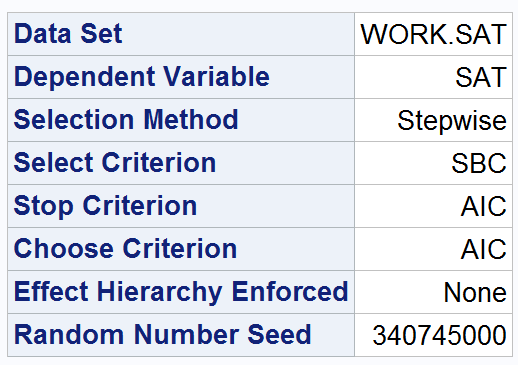 Data Set WORK.SAT
Dependent Variable SAT
Selection Method Stepwise
Select Criterion SBC
Stop Criterion AIC
Choose Criterion AIC
Effect Hierarchy Enforced None
Random Number Seed 340745000